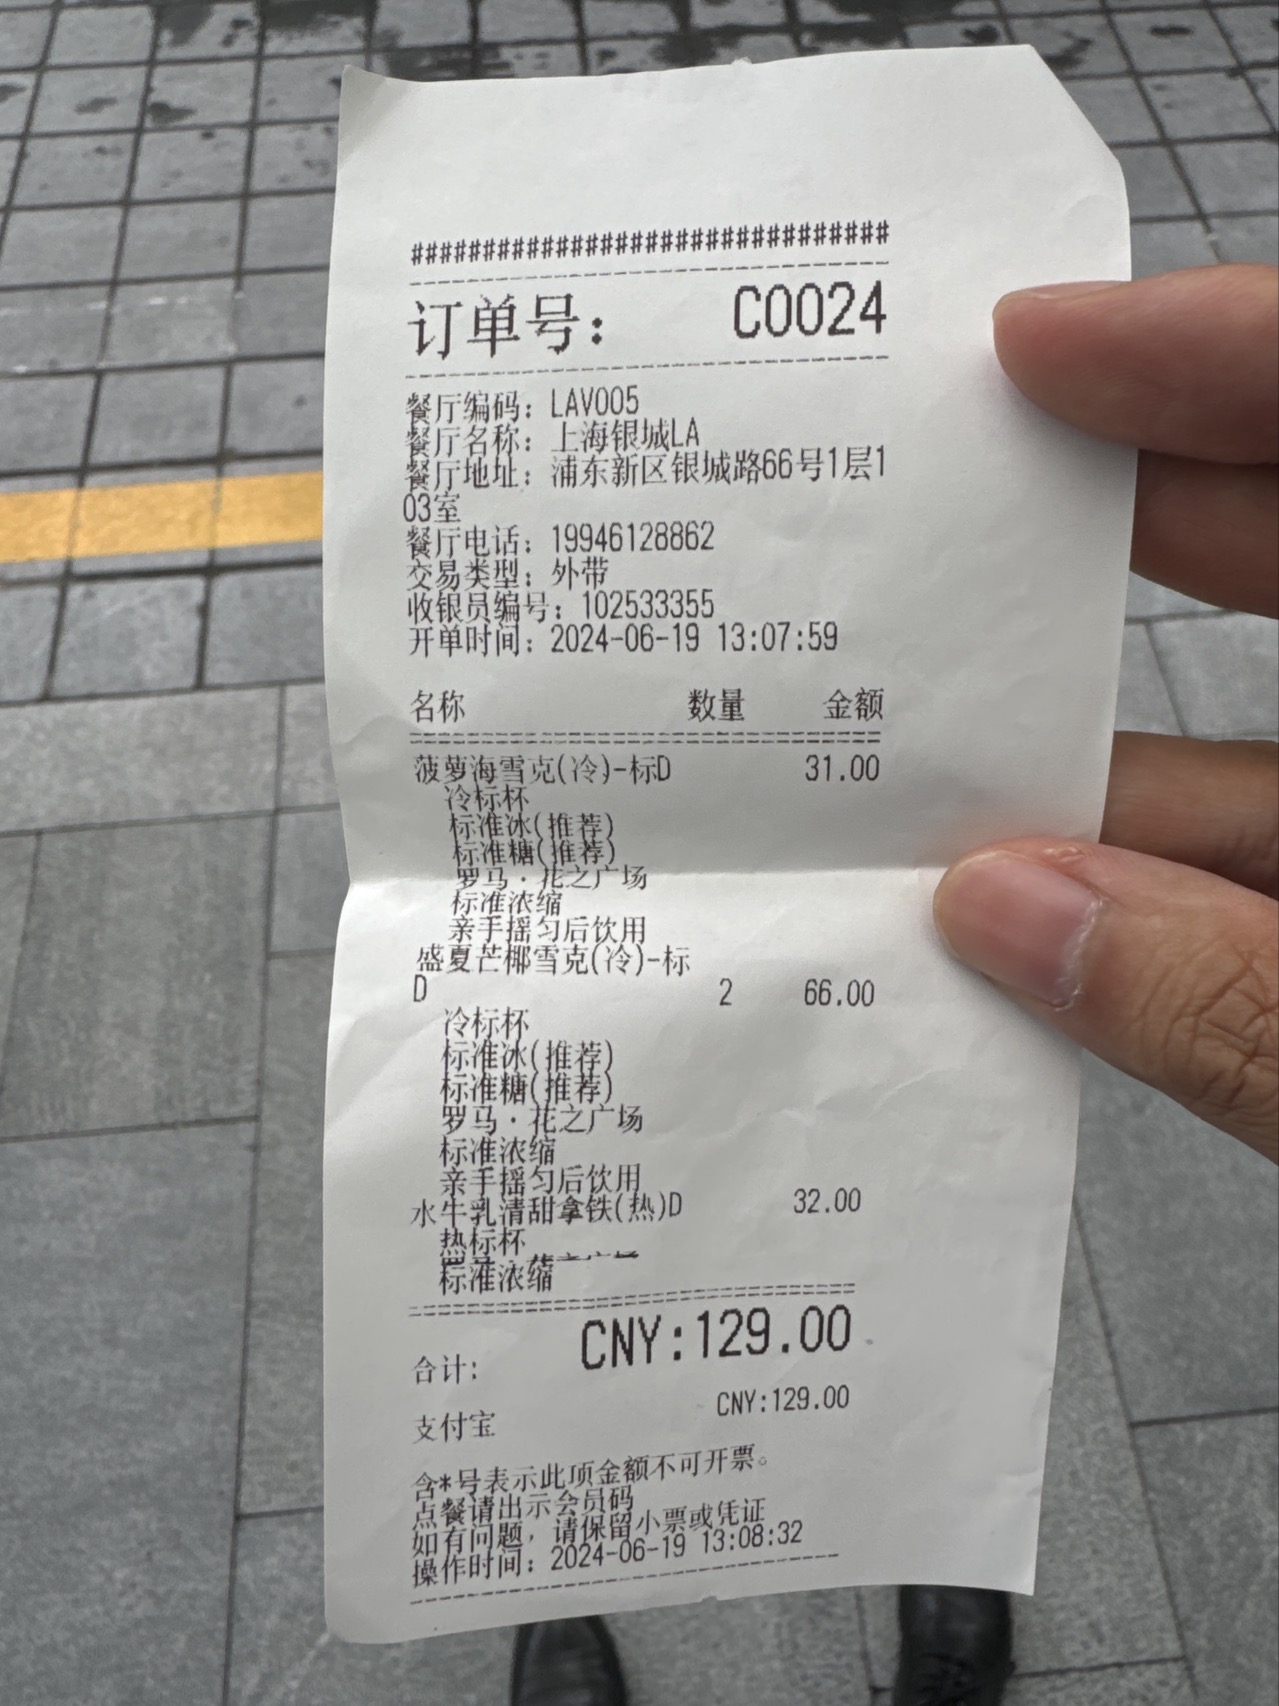 ################################
订单号： C0024
餐厅编码：LAV005
餐厅名称：上海银城LA
餐厅地址：浦东新区银城路66号1层1
03室
餐厅电话：19946128862
交易类型：外带
收银员编号：102533355
开单时间：2024-06-19 13:07:59
名称 数量 金额
菠萝海雪克(冷)-标D 31.00
冷标杯
标准冰(推荐)
标准糖(推荐)
罗马·花之广场
标准浓缩
亲手摇匀后饮用
盛夏芒椰雪克(冷)-标
D 2 66.00
冷标杯
标准冰(推荐)
标准糖(推荐)
罗马·花之广场
标准浓缩
亲手摇匀后饮用
水牛乳清甜拿铁(热)D 32.00
热标杯
标准浓缩
合计: CNY:129.00
支付宝 CNY:129.00
含*号表示此项金额不可开票。
点餐请出示会员码
如有问题，请保留小票或凭证
操作时间：2024-06-19 13:08:32